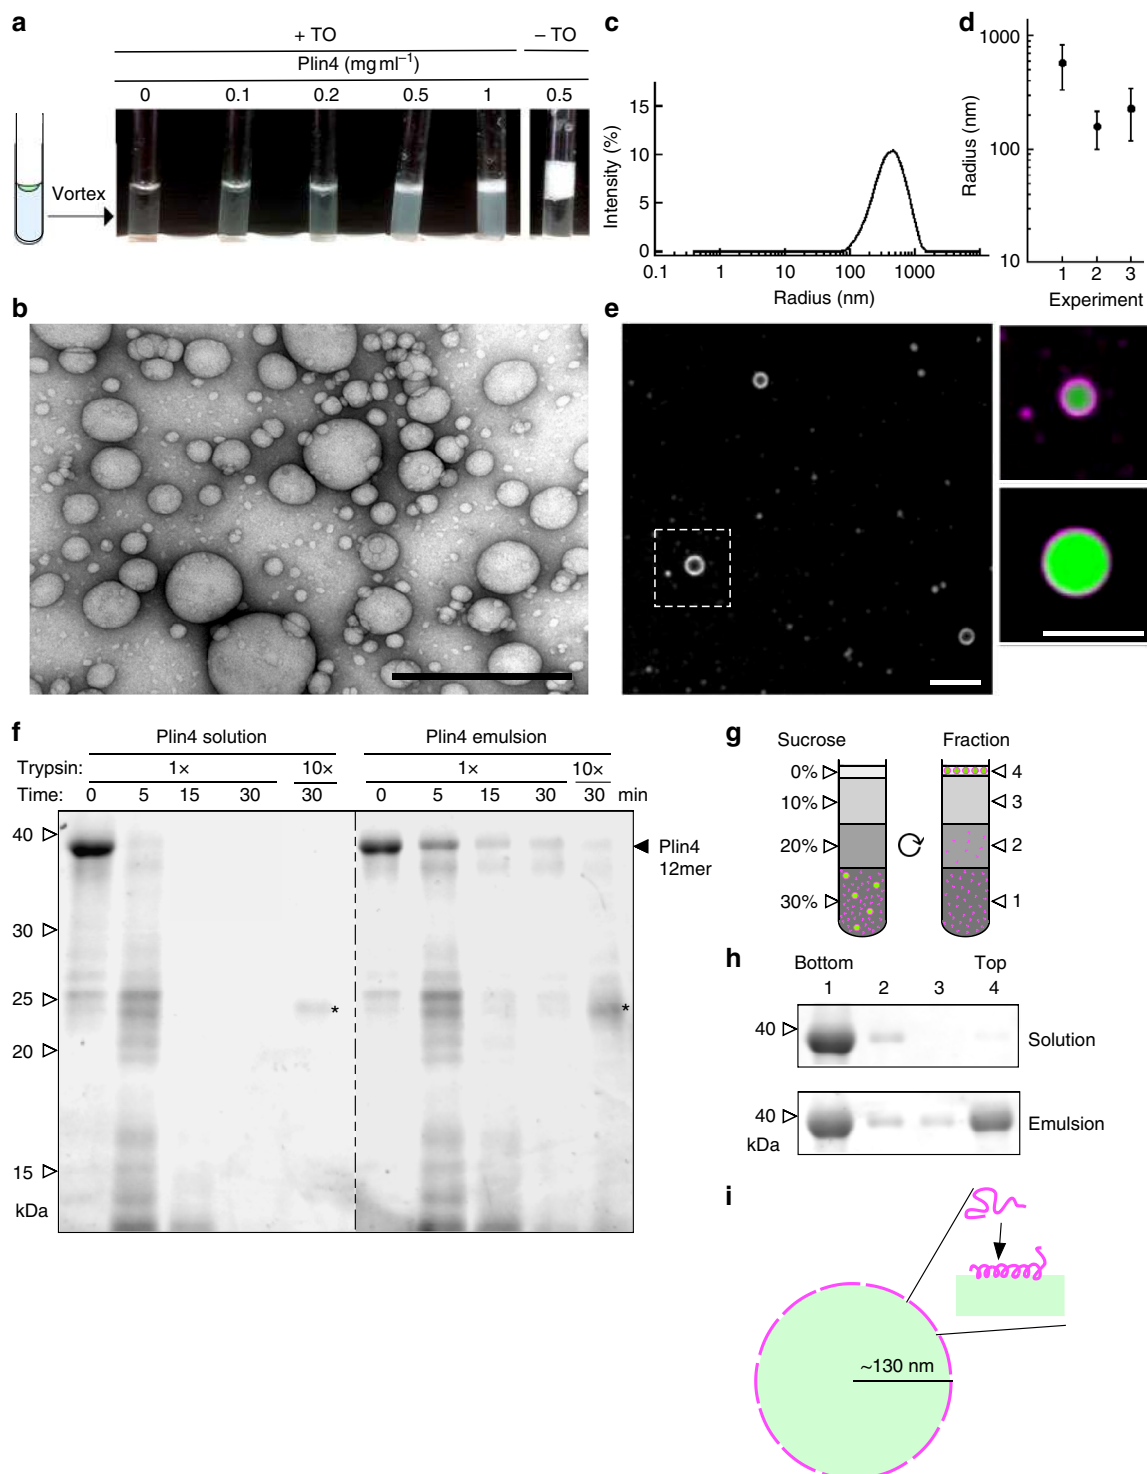 a
+ TO
– TO
Plin4 (mg ml⁻¹)
0 0.1 0.2 0.5 1 0.5
Vortex
c
Intensity (%)
15
10
5
0
0.1 1 10 100 1000
Radius (nm)
d
Radius (nm)
1000
100
10
1 2 3
Experiment
b
e
f
Plin4 solution Plin4 emulsion
Trypsin: 1× 10× 1× 10×
Time: 0 5 15 30 30 0 5 15 30 30 min
40
30
25
20
15
kDa
Plin4
12mer
*
*
g
Sucrose Fraction
0% 4
10% 3
20% 2
30% 1
h
Bottom Top
1 2 3 4
40 Solution
40 Emulsion
kDa
i
~130 nm